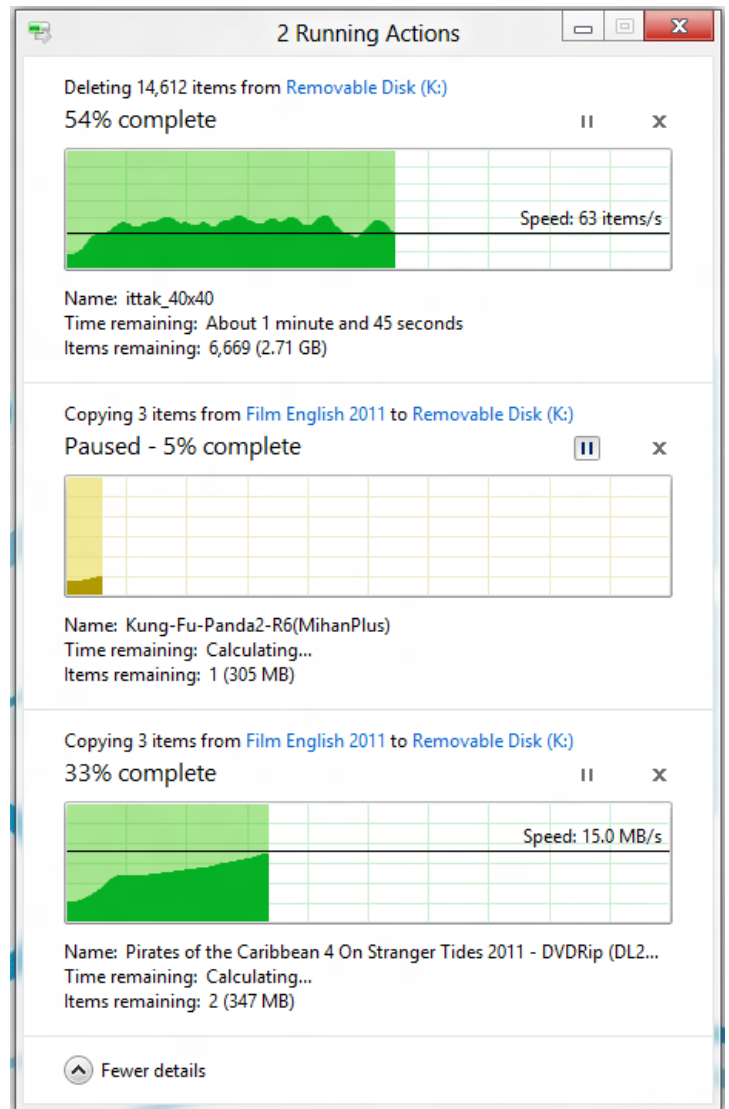 2 Running Actions
Deleting 14,612 items from Removable Disk (K:)
54% complete
Speed: 63 items/s
Name: ittak_40x40
Time remaining: About 1 minute and 45 seconds
Items remaining: 6,669 (2.71 GB)
Copying 3 items from Film English 2011 to Removable Disk (K:)
Paused - 5% complete
Name: Kung-Fu-Panda2-R6(MihanPlus)
Time remaining: Calculating...
Items remaining: 1 (305 MB)
Copying 3 items from Film English 2011 to Removable Disk (K:)
33% complete
Speed: 15.0 MB/s
Name: Pirates of the Caribbean 4 On Stranger Tides 2011 - DVDRip (DL2...
Time remaining: Calculating...
Items remaining: 2 (347 MB)
Fewer details